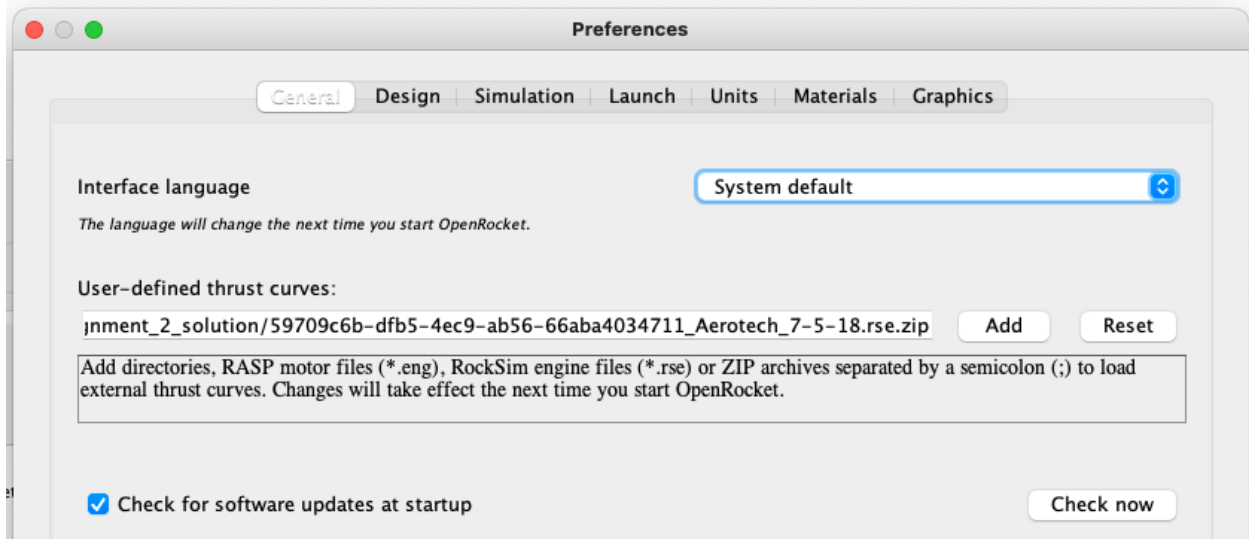 Preferences
General Design Simulation Launch Units Materials Graphics
Interface language System default
The language will change the next time you start OpenRocket.
User-defined thrust curves:
gnment_2_solution/59709c6b-dfb5-4ec9-ab56-66aba4034711_Aerotech_7-5-18.rse.zip Add Reset
Add directories, RASP motor files (*.eng), RockSim engine files (*.rse) or ZIP archives separated by a semicolon (;) to load
external thrust curves. Changes will take effect the next time you start OpenRocket.
Check for software updates at startup Check now